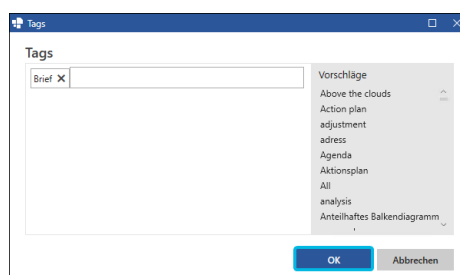 Tags
Tags
Brief
Vorschläge
Above the clouds
Action plan
adjustment
adress
Agenda
Aktionsplan
All
analysis
Anteilhaftes Balkendiagramm
OK
Abbrechen